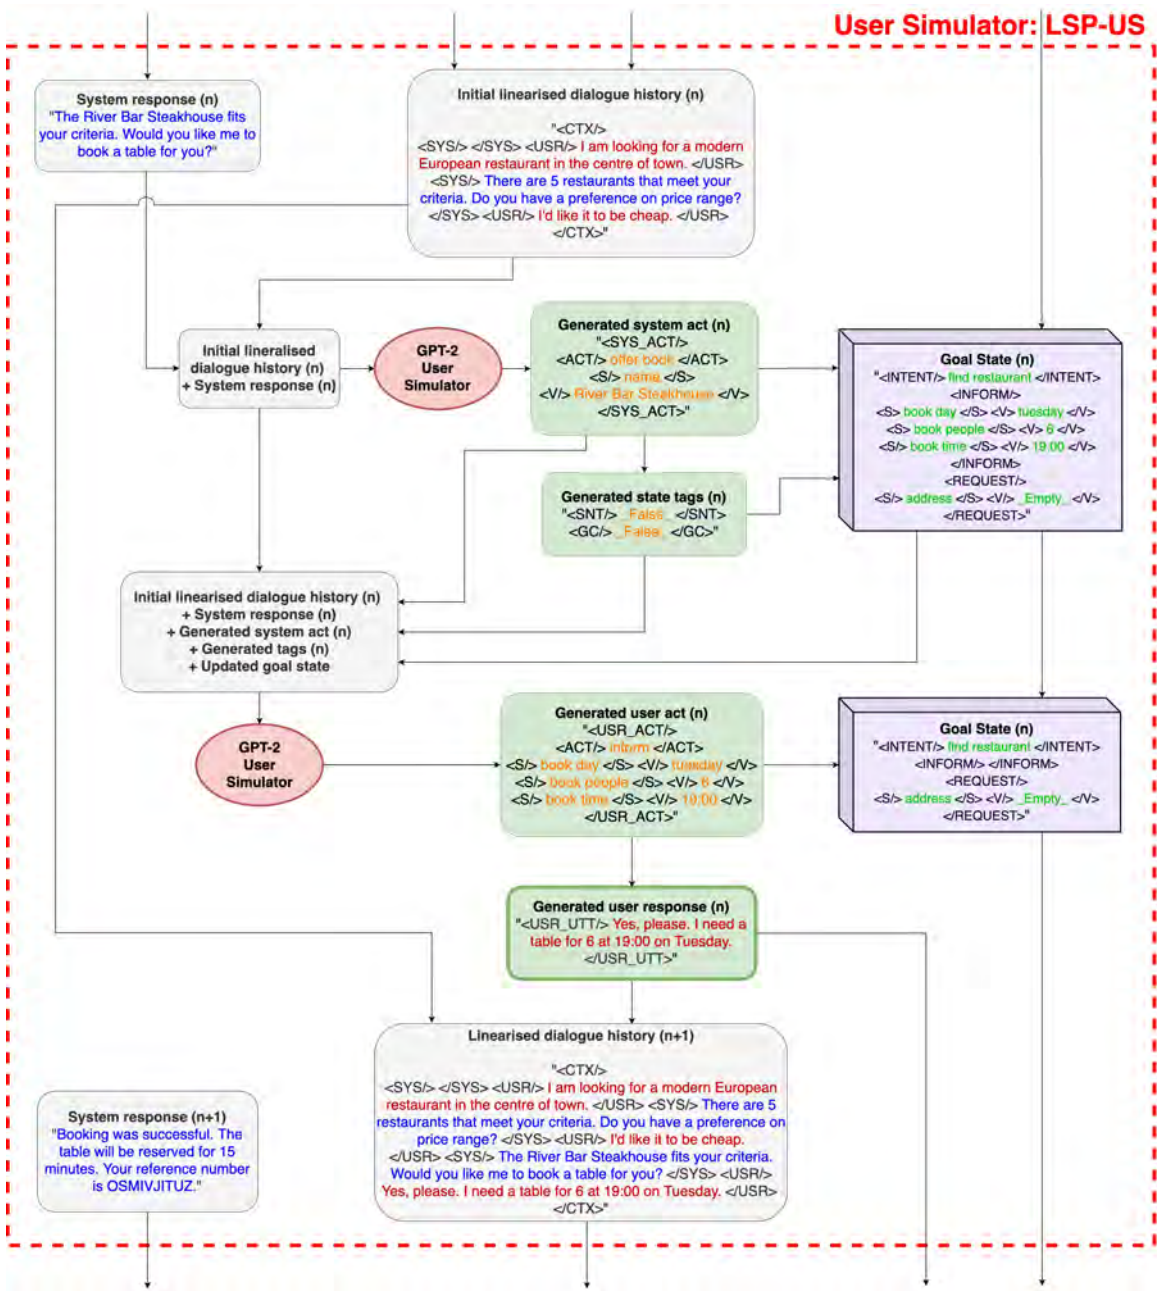 User Simulator: LSP-US
System response (n)
"The River Bar Steakhouse fits
your criteria. Would you like me to
book a table for you?"
Initial linearised dialogue history (n)
"<CTX/>
<SYS/> </SYS> <USR/> I am looking for a modern
European restaurant in the centre of town. </USR>
<SYS/> There are 5 restaurants that meet your
criteria. Do you have a preference on price range?
</SYS> <USR/> I'd like it to be cheap. </USR>
</CTX>"
Initial lineralised
dialogue history (n)
+ System response (n)
GPT-2
User
Simulator
Generated system act (n)
"<SYS_ACT/>
<ACT/> offer book </ACT>
<S/> name </S>
<V/> River Bar Steakhouse </V>
</SYS_ACT>"
Goal State (n)
"<INTENT/> find restaurant </INTENT>
<INFORM/>
<S> book day </S> <V> tuesday </V>
<S> book people </S> <V> 6 </V>
<S/> book time </S> <V/> 19:00 </V>
</INFORM>
<REQUEST/>
<S/> address </S> <V/> _Empty_ </V>
</REQUEST>"
Generated state tags (n)
"<SNT/> _False_ </SNT>
<GC/> _False_ </GC>"
Initial linearised dialogue history (n)
+ System response (n)
+ Generated system act (n)
+ Generated tags (n)
+ Updated goal state
GPT-2
User
Simulator
Generated user act (n)
"<USR_ACT/>
<ACT/> inform </ACT>
<S/> book day </S> <V/> tuesday </V>
<S/> book people </S> <V/> 6 </V>
<S/> book time </S> <V/> 19:00 </V>
</USR_ACT>"
Goal State (n)
"<INTENT/> find restaurant </INTENT>
<INFORM/> </INFORM>
<REQUEST/>
<S/> address </S> <V/> _Empty_ </V>
</REQUEST>"
Generated user response (n)
"<USR_UTT/> Yes, please. I need a
table for 6 at 19:00 on Tuesday.
</USR_UTT>"
Linearised dialogue history (n+1)
"<CTX/>
<SYS/> </SYS> <USR/> I am looking for a modern European
restaurant in the centre of town. </USR> <SYS/> There are 5
restaurants that meet your criteria. Do you have a preference on
price range? </SYS> <USR/> I'd like it to be cheap.
</USR> <SYS/> The River Bar Steakhouse fits your criteria.
Would you like me to book a table for you? </SYS> <USR/>
Yes, please. I need a table for 6 at 19:00 on Tuesday. </USR>
</CTX>"
System response (n+1)
"Booking was successful. The
table will be reserved for 15
minutes. Your reference number
is OSMIVJITUZ."